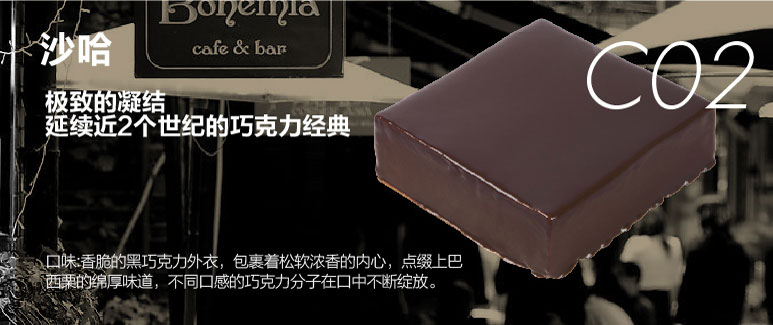 Bohemia
cafe & bar
沙哈
C02
极致的凝结
延续近2个世纪的巧克力经典
口味:香脆的黑巧克力外衣，包裹着松软浓香的内心，点缀上巴
西栗的绵厚味道，不同口感的巧克力分子在口中不断绽放。